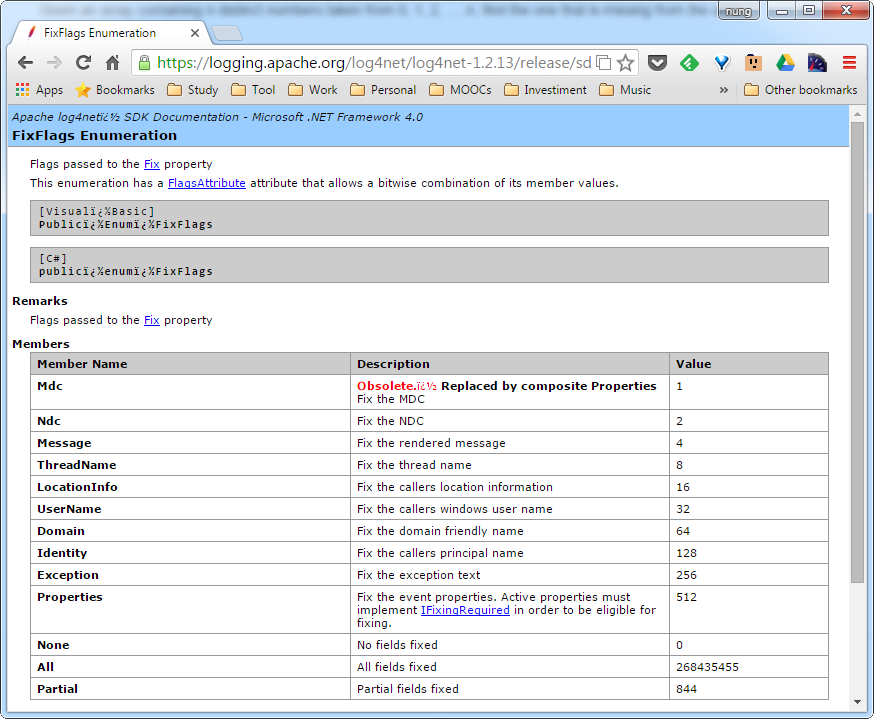 nung
FixFlags Enumeration
https://logging.apache.org/log4net/log4net-1.2.13/release/sd
Apps Bookmarks Study Tool Work Personal MOOCs Investiment Music » Other bookmarks
Apache log4netï¿½ SDK Documentation - Microsoft .NET Framework 4.0
FixFlags Enumeration
Flags passed to the Fix property
This enumeration has a FlagsAttribute attribute that allows a bitwise combination of its member values.
[Visualï¿½Basic]
Publicï¿½Enumï¿½FixFlags
[C#]
publicï¿½enumï¿½FixFlags
Remarks
Flags passed to the Fix property
Members
Member Name Description Value
Mdc Obsolete.ï¿½ Replaced by composite Properties 1
Fix the MDC
Ndc Fix the NDC 2
Message Fix the rendered message 4
ThreadName Fix the thread name 8
LocationInfo Fix the callers location information 16
UserName Fix the callers windows user name 32
Domain Fix the domain friendly name 64
Identity Fix the callers principal name 128
Exception Fix the exception text 256
Properties Fix the event properties. Active properties must 512
implement IFixingRequired in order to be eligible for
fixing.
None No fields fixed 0
All All fields fixed 268435455
Partial Partial fields fixed 844